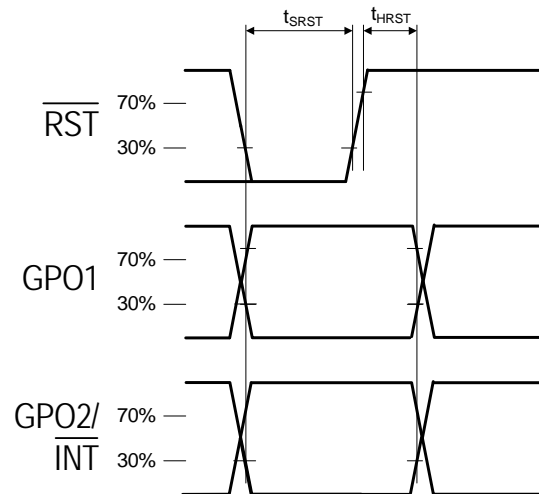 tSRST
tHRST
RST
70%
30%
GPO1
70%
30%
GPO2/
INT
70%
30%